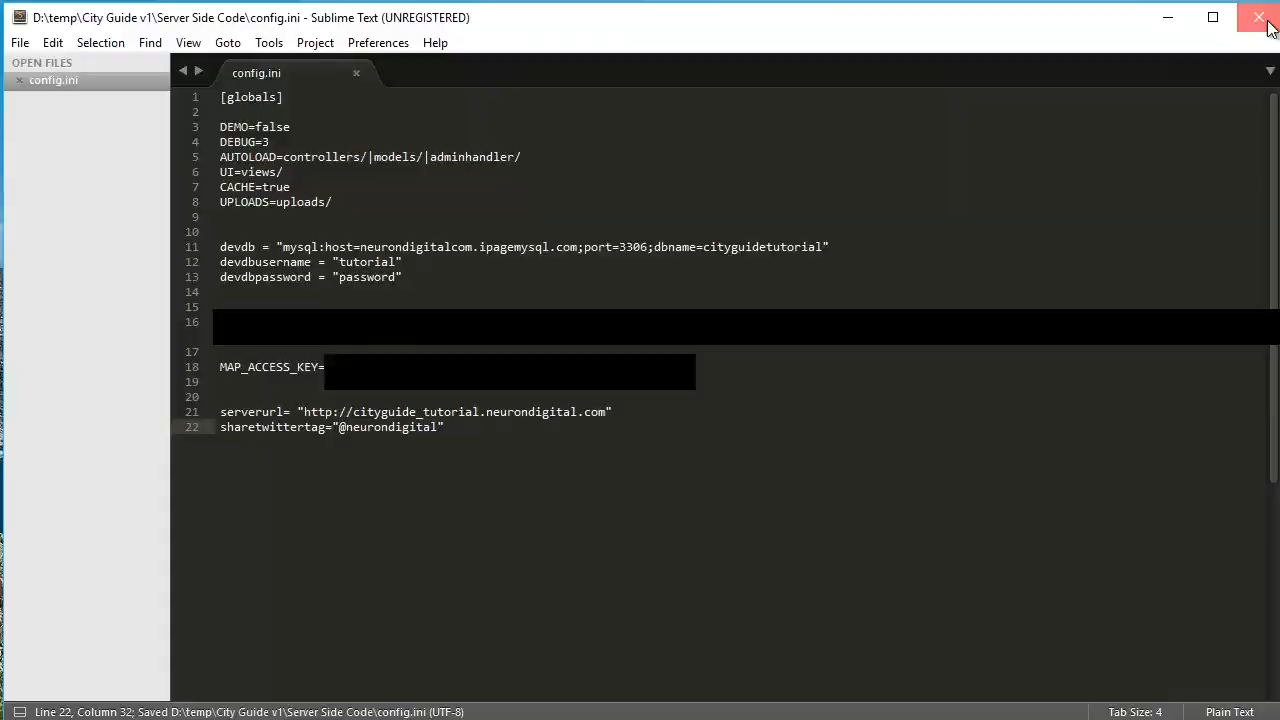 D:\temp\City Guide v1\Server Side Code\config.ini - Sublime Text (UNREGISTERED)
File Edit Selection Find View Goto Tools Project Preferences Help
OPEN FILES
config.ini
config.ini
1 [globals]
2
3 DEMO=false
4 DEBUG=3
5 AUTOLOAD=controllers/|models/|adminhandler/
6 UI=views/
7 CACHE=true
8 UPLOADS=uploads/
9
10
11 devdb = "mysql:host=neurondigitalcom.ipagemysql.com;port=3306;dbname=cityguidetutorial"
12 devdbusername = "tutorial"
13 devdbpassword = "password"
14
15
16
17
18 MAP_ACCESS_KEY=
19
20
21 serverurl= "http://cityguide_tutorial.neurondigital.com"
22 sharetwittertag="@neurondigital"
Line 22, Column 32; Saved D:\temp\City Guide v1\Server Side Code\config.ini (UTF-8) Tab Size: 4 Plain Text